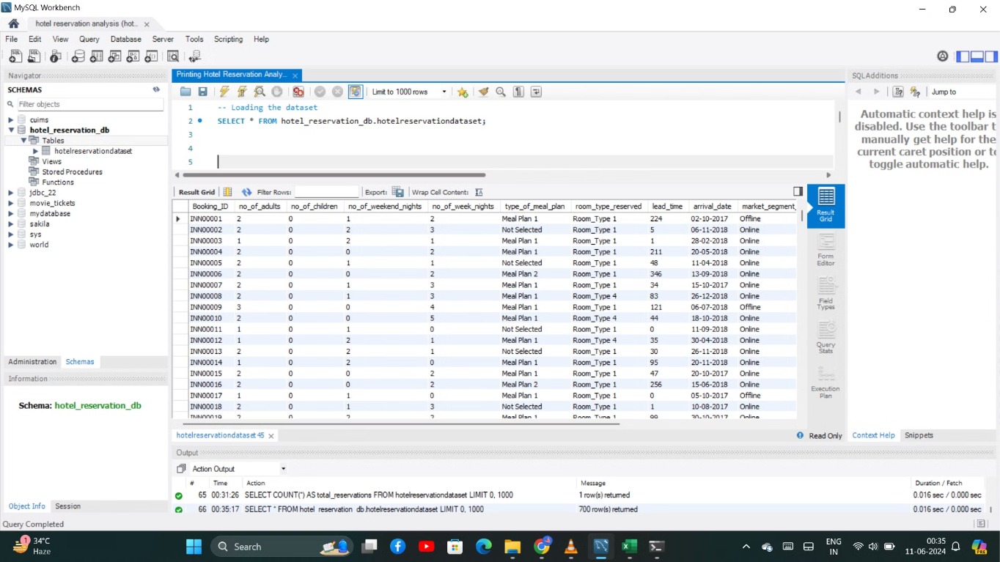 MySQL Workbench
hotel reservation analysis (hot...
File Edit View Query Database Server Tools Scripting Help
Navigator
SCHEMAS
Filter objects
cuims
hotel_reservation_db
Tables
hotelreservationdataset
Views
Stored Procedures
Functions
jdbc_22
movie_tickets
mydatabase
sakila
sys
world
Administration Schemas
Information
Schema: hotel_reservation_db
Object Info Session
Query Completed
Printing Hotel Reservation Analy...
Limit to 1000 rows
1 -- Loading the dataset
2 SELECT * FROM hotel_reservation_db.hotelreservationdataset;
3
4
5
Result Grid Filter Rows: Export: Wrap Cell Content:
Booking_ID no_of_adults no_of_children no_of_weekend_nights no_of_week_nights type_of_meal_plan room_type_reserved lead_time arrival_date market_segment_
INN00001 2 0 1 2 Meal Plan 1 Room_Type 1 224 02-10-2017 Offline
INN00002 2 0 2 3 Not Selected Room_Type 1 5 06-11-2018 Online
INN00003 1 0 2 1 Meal Plan 1 Room_Type 1 1 28-02-2018 Online
INN00004 2 0 0 2 Meal Plan 1 Room_Type 1 211 20-05-2018 Online
INN00005 2 0 1 1 Not Selected Room_Type 1 48 11-04-2018 Online
INN00006 2 0 0 2 Meal Plan 2 Room_Type 1 346 13-09-2018 Online
INN00007 2 0 1 3 Meal Plan 1 Room_Type 1 34 15-10-2017 Online
INN00008 2 0 1 3 Meal Plan 1 Room_Type 4 83 26-12-2018 Online
INN00009 3 0 0 4 Meal Plan 1 Room_Type 1 121 06-07-2018 Offline
INN00010 2 0 0 5 Meal Plan 1 Room_Type 4 44 18-10-2018 Online
INN00011 1 0 1 0 Not Selected Room_Type 1 0 11-09-2018 Online
INN00012 1 0 2 1 Meal Plan 1 Room_Type 4 35 30-04-2018 Online
INN00013 2 0 2 1 Not Selected Room_Type 1 30 26-11-2018 Online
INN00014 1 0 2 0 Meal Plan 1 Room_Type 1 95 20-11-2018 Online
INN00015 2 0 0 2 Meal Plan 1 Room_Type 1 47 20-10-2017 Online
INN00016 2 0 0 2 Meal Plan 2 Room_Type 1 256 15-06-2018 Online
INN00017 1 0 1 0 Meal Plan 1 Room_Type 1 0 05-10-2017 Offline
INN00018 2 0 1 3 Not Selected Room_Type 1 1 10-08-2017 Online
INN00019 2 0 2 2 Meal Plan 1 Room_Type 1 99 30-10-2017 Online
Result Grid
Form Editor
Field Types
Query Stats
Execution Plan
hotelreservationdataset 45
Read Only
Output
Action Output
# Time Action Message Duration / Fetch
65 00:31:26 SELECT COUNT(*) AS total_reservations FROM hotelreservationdataset LIMIT 0, 1000 1 row(s) returned 0.016 sec / 0.000 sec
66 00:35:17 SELECT * FROM hotel_reservation_db.hotelreservationdataset LIMIT 0, 1000 700 row(s) returned 0.016 sec / 0.000 sec
SQLAdditions
Jump to
Automatic context help is
disabled. Use the toolbar t
manually get help for the
current caret position or to
toggle automatic help.
Context Help Snippets
1
34°C
Haze
Search
PRE
ENG
IN
00:35
11-06-2024